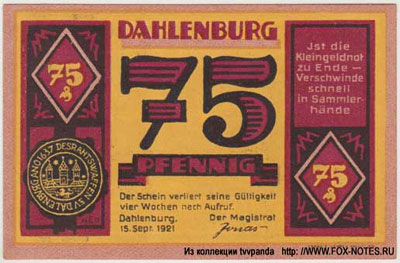 DAHLENBURG
75
₰
75
PFENNIG
Jst die
Kleingeldnot
zu Ende —
Verschwinde
schnell
in Sammler-
hände
75
₰
Der Schein verliert seine Gültigkeit
vier Wochen nach Aufruf.
Dahlenburg,
15. Sept. 1921
Der Magistrat
Из коллекции tvvpanda
http://WWW.FOX-NOTES.RU